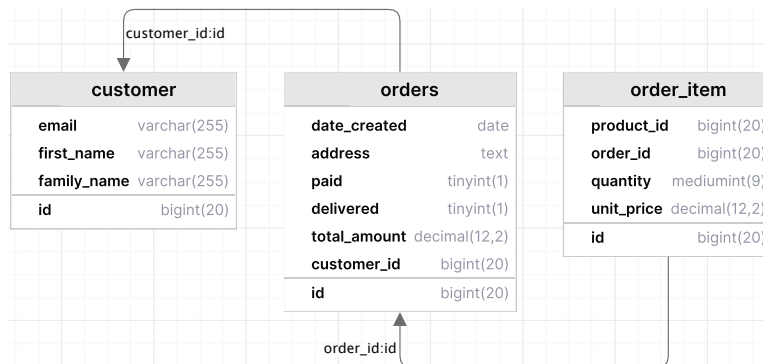 customer_id:id
customer
email varchar(255)
first_name varchar(255)
family_name varchar(255)
id bigint(20)
orders
date_created date
address text
paid tinyint(1)
delivered tinyint(1)
total_amount decimal(12,2)
customer_id bigint(20)
id bigint(20)
order_item
product_id bigint(20)
order_id bigint(20)
quantity mediumint(9)
unit_price decimal(12,2)
id bigint(20)
order_id:id